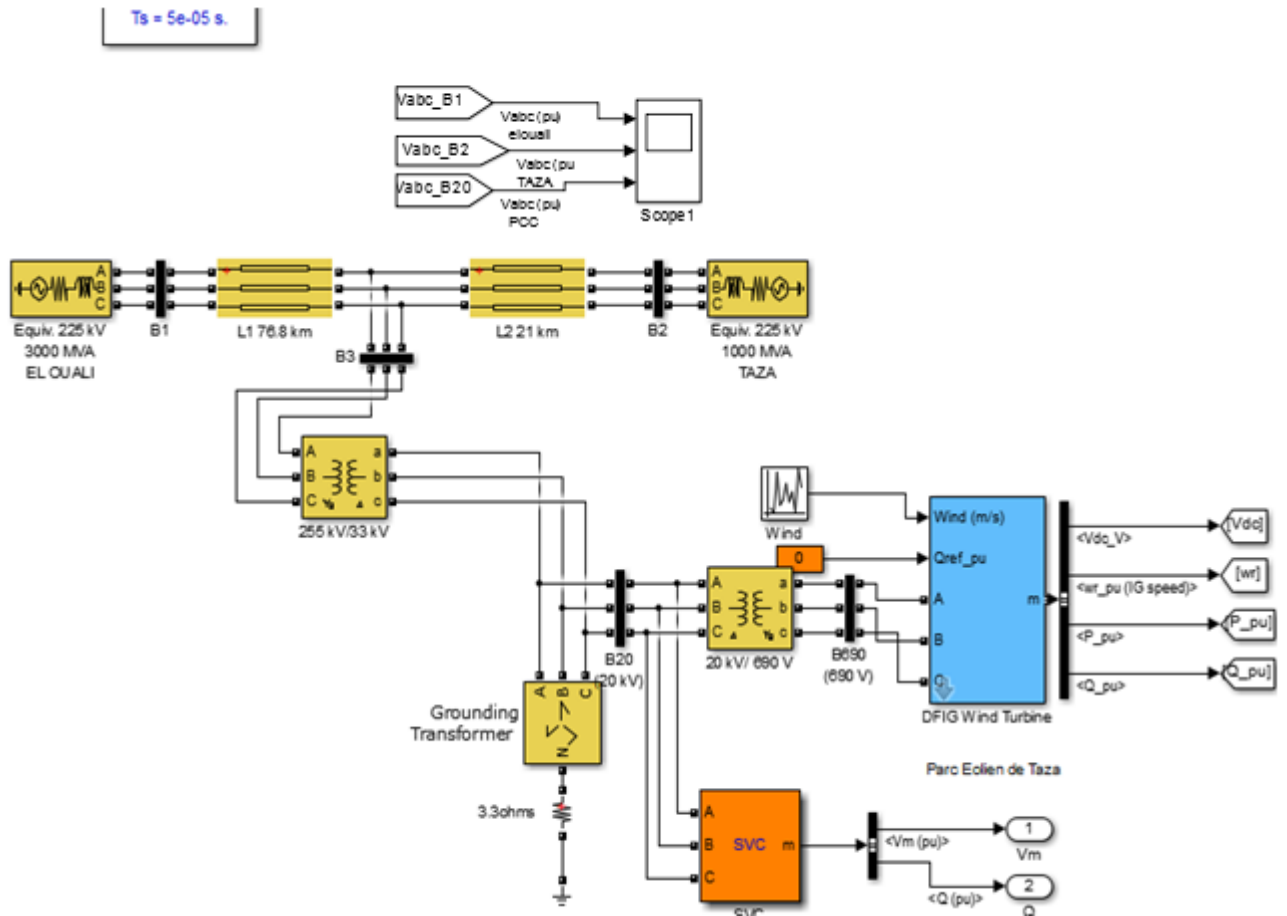 Ts = 5e-05 s.
Vabc_B1
Vabc (pu)
elouali
Vabc_B2
Vabc (pu
TAZA
Vabc_B20
Vabc (pu)
PCC
Scope1
A
B
C
Equiv. 225 kV
3000 MVA
EL OUALI
B1
L1 76.8 km
L2 21 km
B2
A
B
C
Equiv. 225 kV
1000 MVA
TAZA
B3
A
B
C
a
b
c
Yg
Δ
255 kV/33 kV
Wind
0
Wind (m/s)
Qref_pu
A
B
C
m
DFIG Wind Turbine
<Vdc_V>
[Vdc]
<wr_pu (IG speed)>
[wr]
<P_pu>
[P_pu]
<Q_pu>
[Q_pu]
B20
(20 kV)
A
B
C
a
b
c
Δ
Yg
20 kV/ 690 V
B690
(690 V)
Grounding
Transformer
A
B
C
N
3.3ohms
Parc Eolien de Taza
A
B
C
SVC
m
SVC
<Vm (pu)>
1
Vm
<Q (pu)>
2
Q